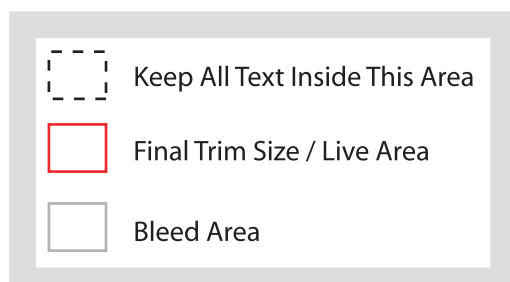 Keep All Text Inside This Area
Final Trim Size / Live Area
Bleed Area